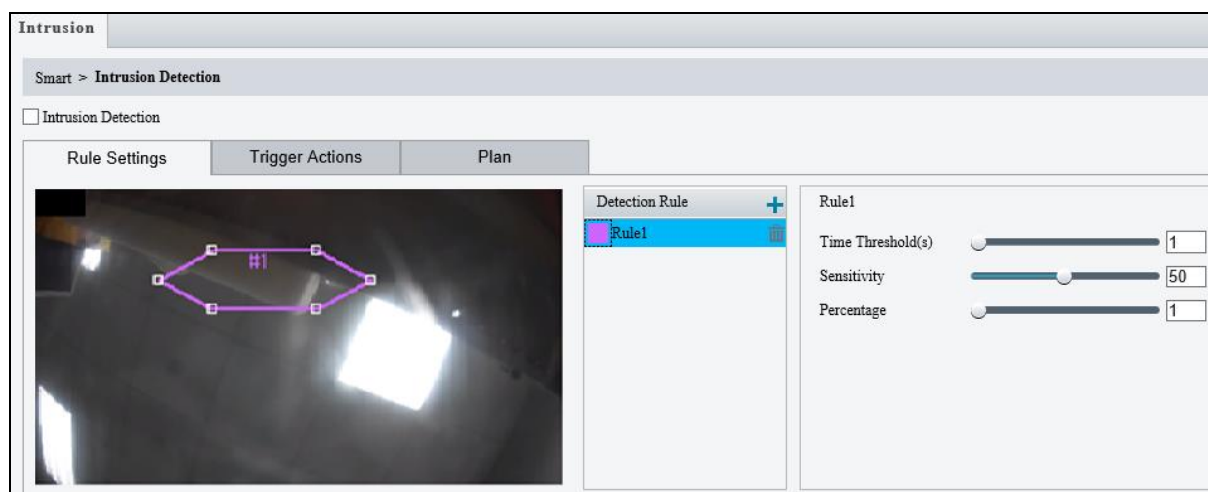 Intrusion
Smart > Intrusion Detection
Intrusion Detection
Rule Settings
Trigger Actions
Plan
#1
Detection Rule
Rule1
Rule1
Time Threshold(s)
1
Sensitivity
50
Percentage
1